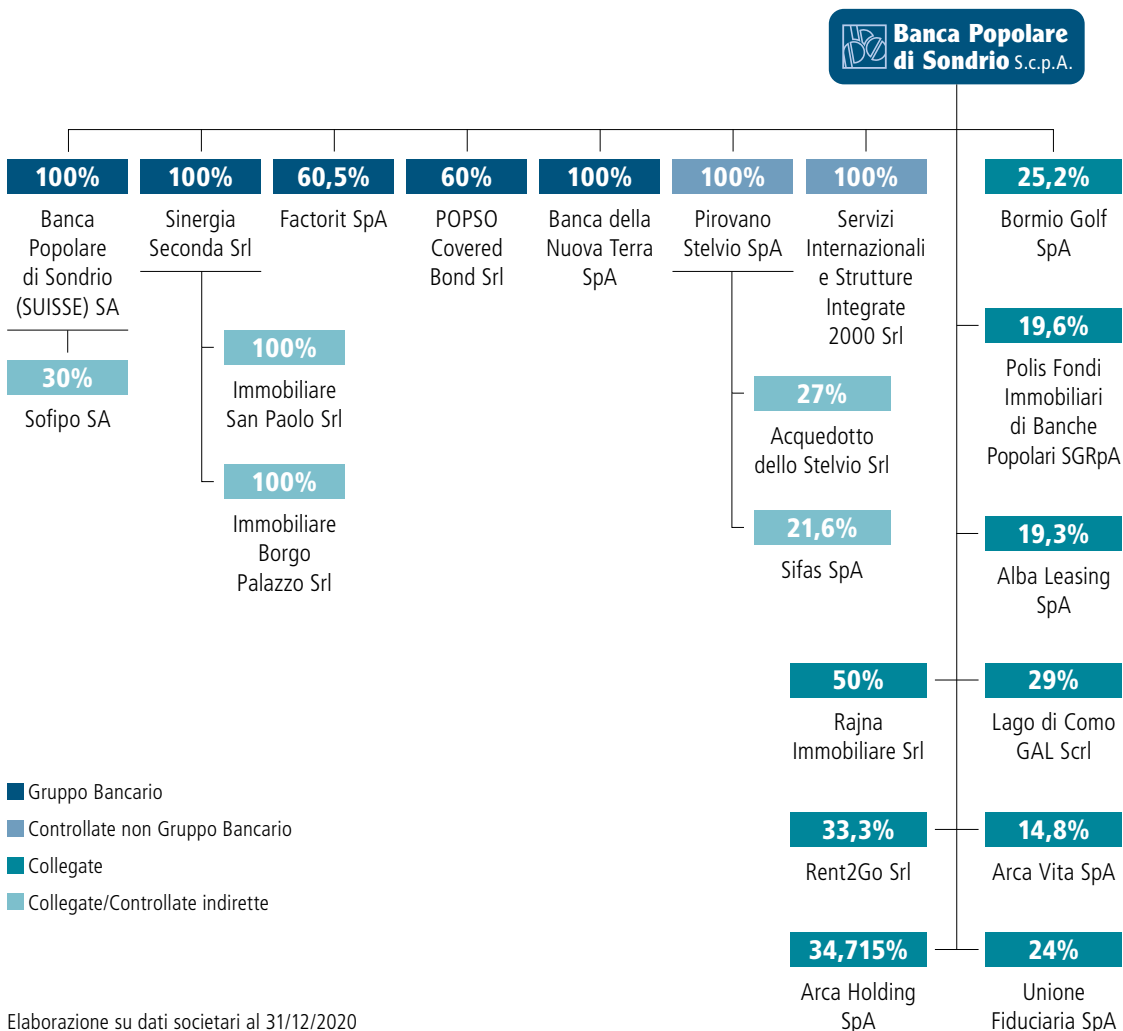 Banca Popolare
di Sondrio S.c.p.A.
100%
Banca
Popolare
di Sondrio
(SUISSE) SA
30%
Sofipo SA
100%
Sinergia
Seconda Srl
100%
Immobiliare
San Paolo Srl
100%
Immobiliare
Borgo
Palazzo Srl
60,5%
Factorit SpA
60%
POPSO
Covered
Bond Srl
100%
Banca della
Nuova Terra
SpA
100%
Pirovano
Stelvio SpA
27%
Acquedotto
dello Stelvio Srl
21,6%
Sifas SpA
100%
Servizi
Internazionali
e Strutture
Integrate
2000 Srl
25,2%
Bormio Golf
SpA
19,6%
Polis Fondi
Immobiliari
di Banche
Popolari SGRpA
19,3%
Alba Leasing
SpA
50%
Rajna
Immobiliare Srl
29%
Lago di Como
GAL Scrl
33,3%
Rent2Go Srl
14,8%
Arca Vita SpA
34,715%
Arca Holding
SpA
24%
Unione
Fiduciaria SpA
Gruppo Bancario
Controllate non Gruppo Bancario
Collegate
Collegate/Controllate indirette
Elaborazione su dati societari al 31/12/2020